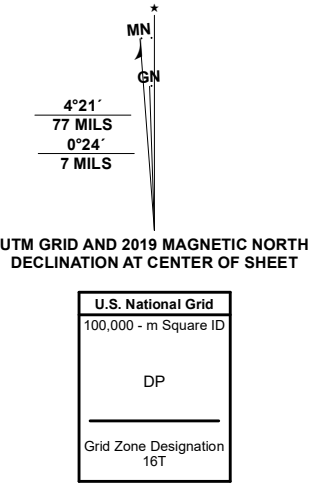 MN
GN
4°21´
77 MILS
0°24´
7 MILS
UTM GRID AND 2019 MAGNETIC NORTH
DECLINATION AT CENTER OF SHEET
U.S. National Grid
100,000 - m Square ID
DP
Grid Zone Designation
16T